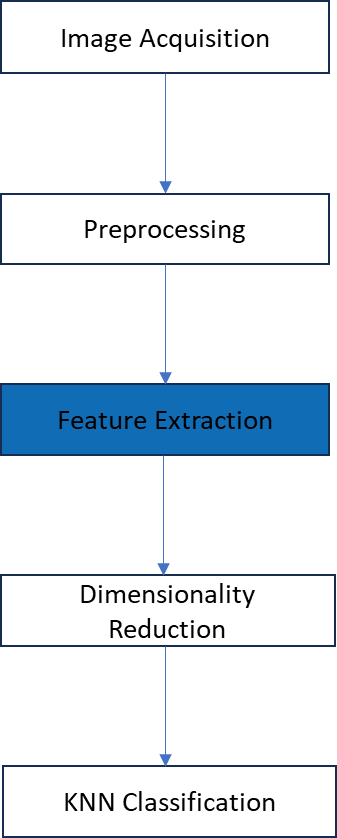 Image Acquisition
Preprocessing
Feature Extraction
Dimensionality
Reduction
KNN Classification